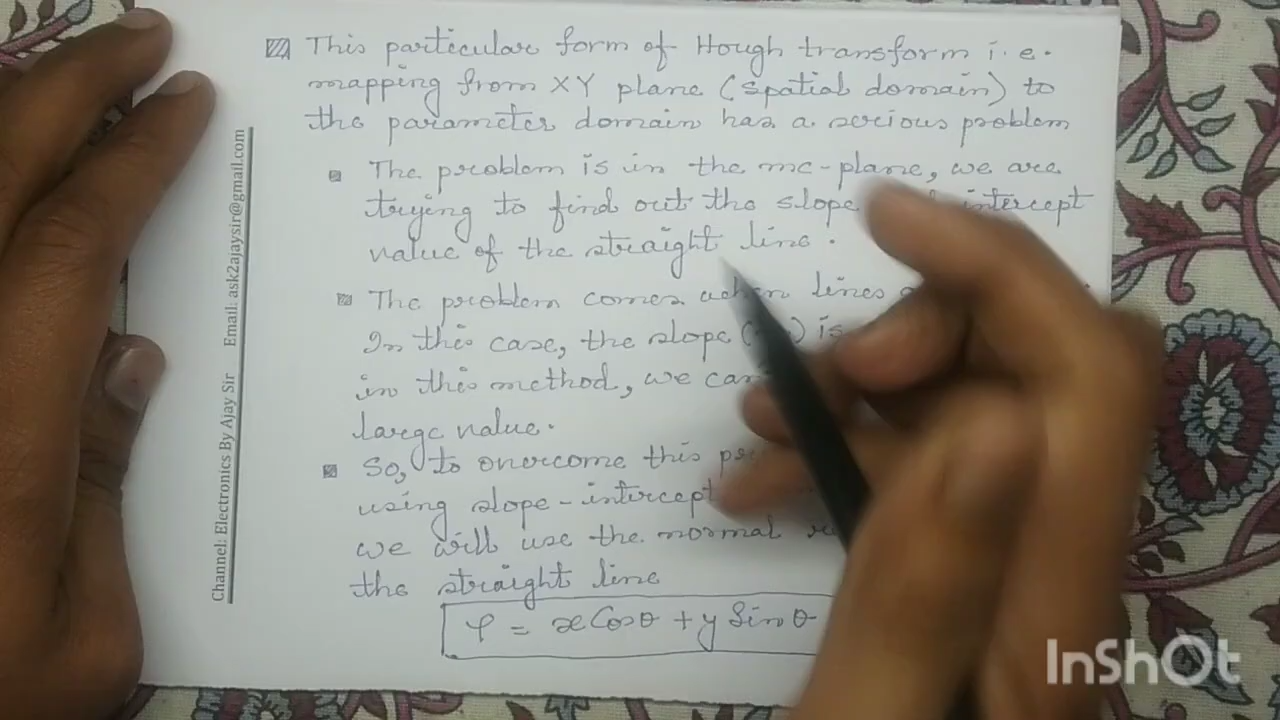 This particular form of Hough transform i.e.
mapping from XY plane (spatial domain) to
the parameter domain has a serious problem
The problem is in the mc-plane, we are
trying to find out the slope intercept
value of the straight line.
The problem comes when lines
In this case, the slope ( ) is
in this method, we can
large value.
So, to overcome this
using slope-intercept
we will use the normal
the straight line
ρ = x Cosθ + y Sinθ
Channel: Electronics By Ajay Sir Email: ask2ajaysir@gmail.com
InShOt